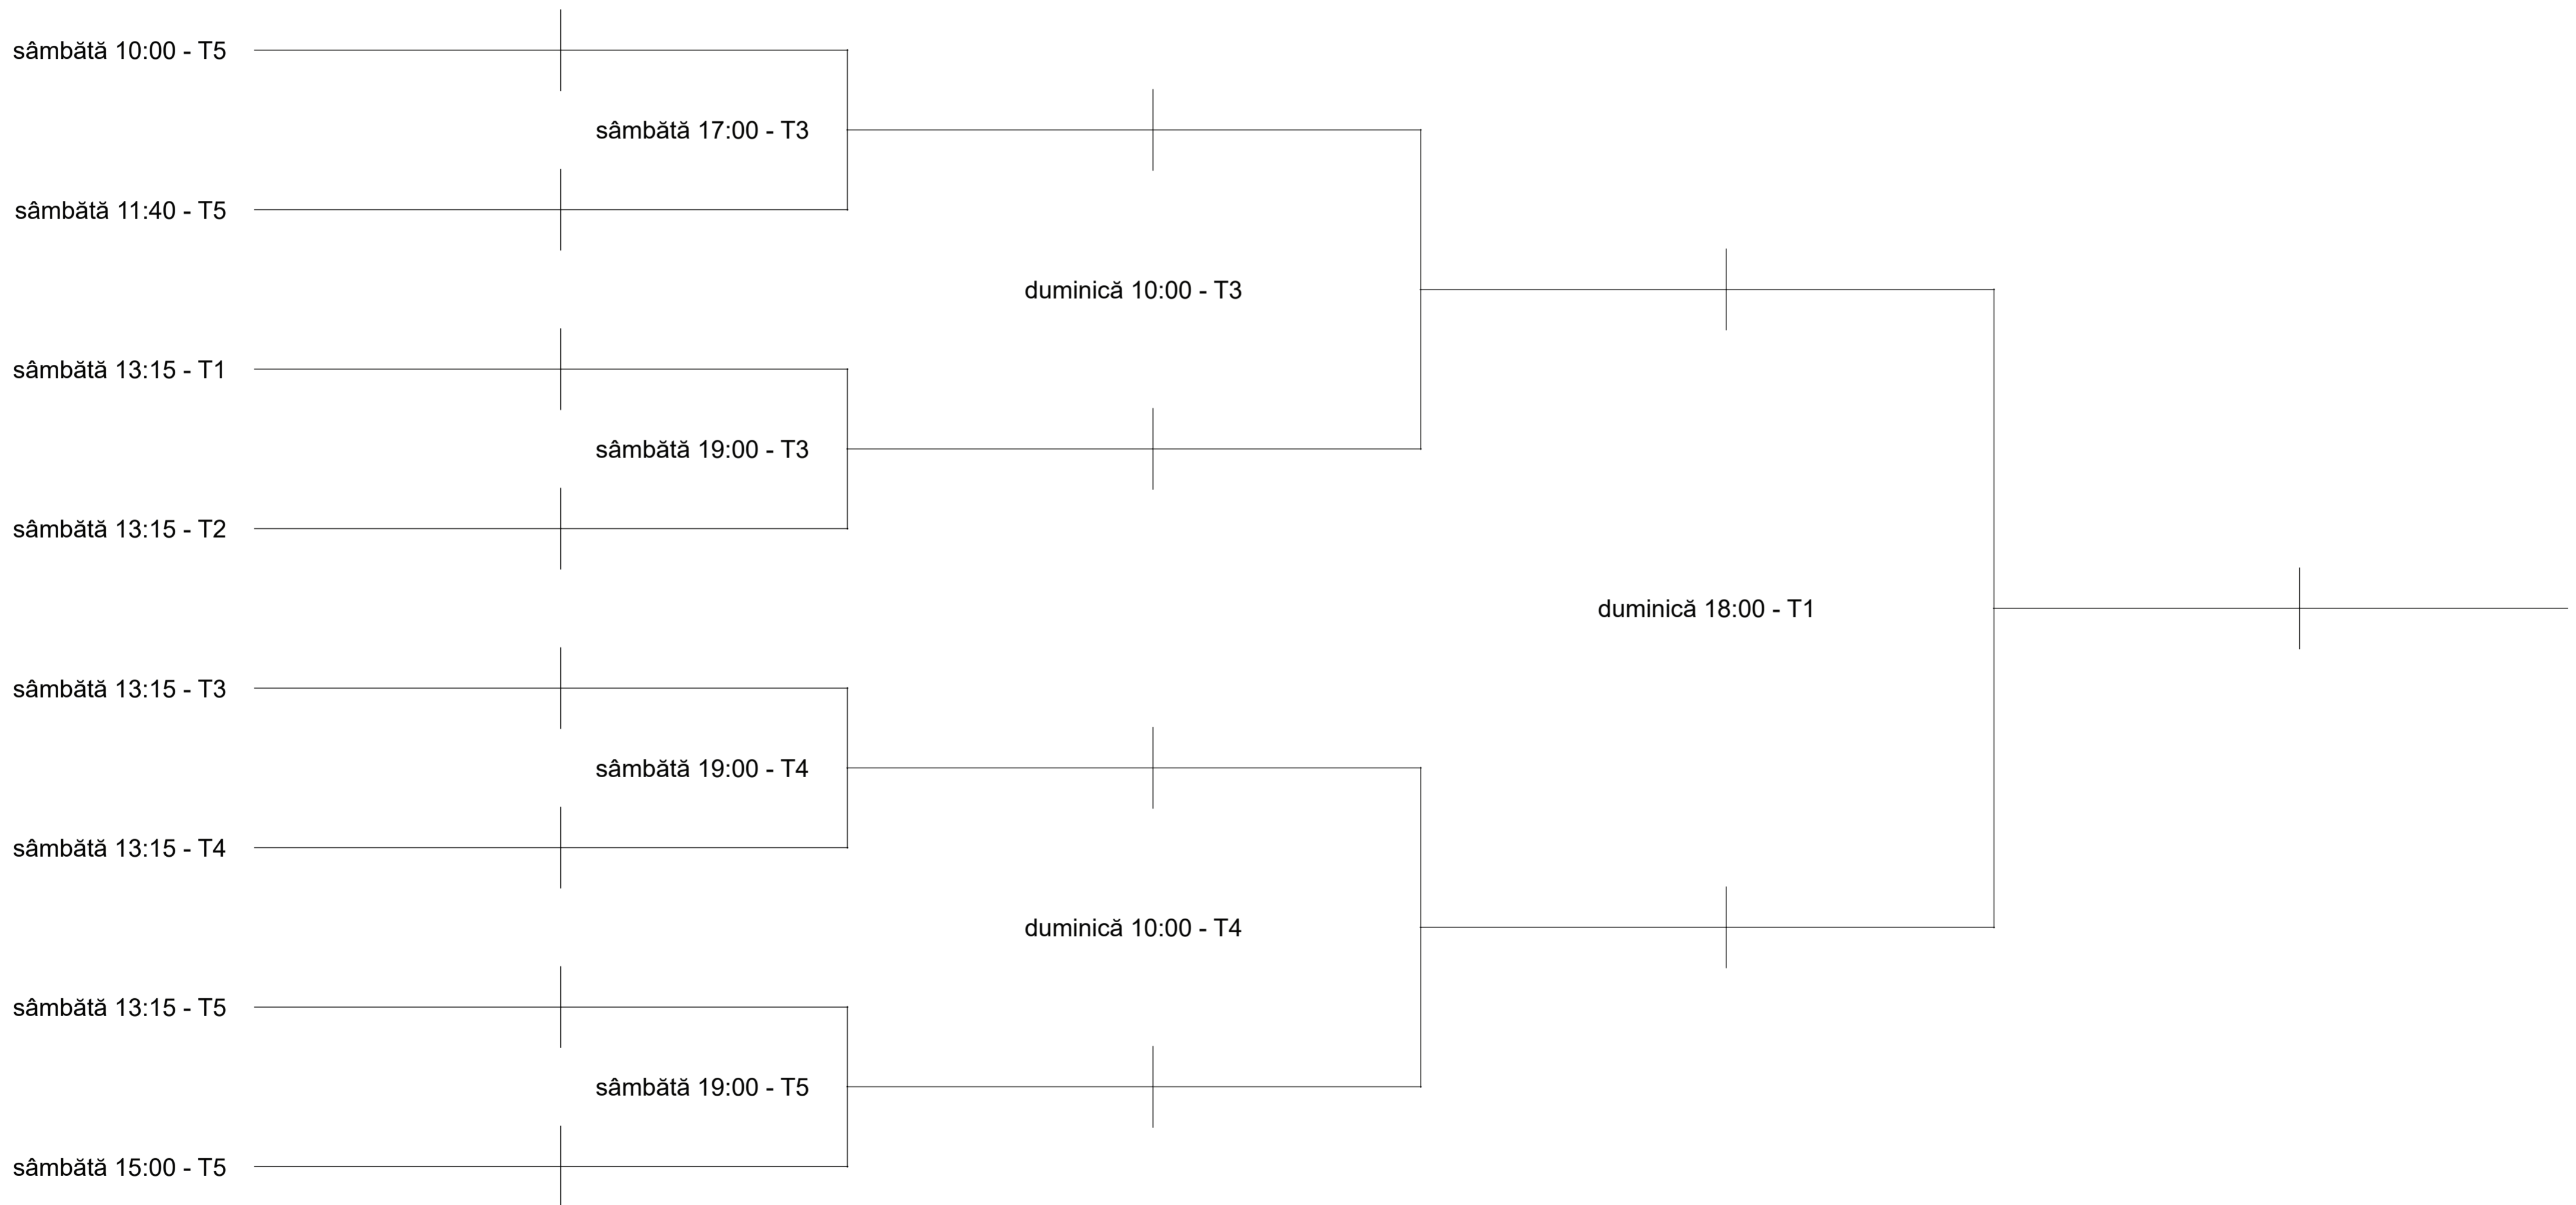 sâmbătă 10:00 - T5
sâmbătă 17:00 - T3
sâmbătă 11:40 - T5
duminică 10:00 - T3
sâmbătă 13:15 - T1
sâmbătă 19:00 - T3
sâmbătă 13:15 - T2
duminică 18:00 - T1
sâmbătă 13:15 - T3
sâmbătă 19:00 - T4
sâmbătă 13:15 - T4
duminică 10:00 - T4
sâmbătă 13:15 - T5
sâmbătă 19:00 - T5
sâmbătă 15:00 - T5